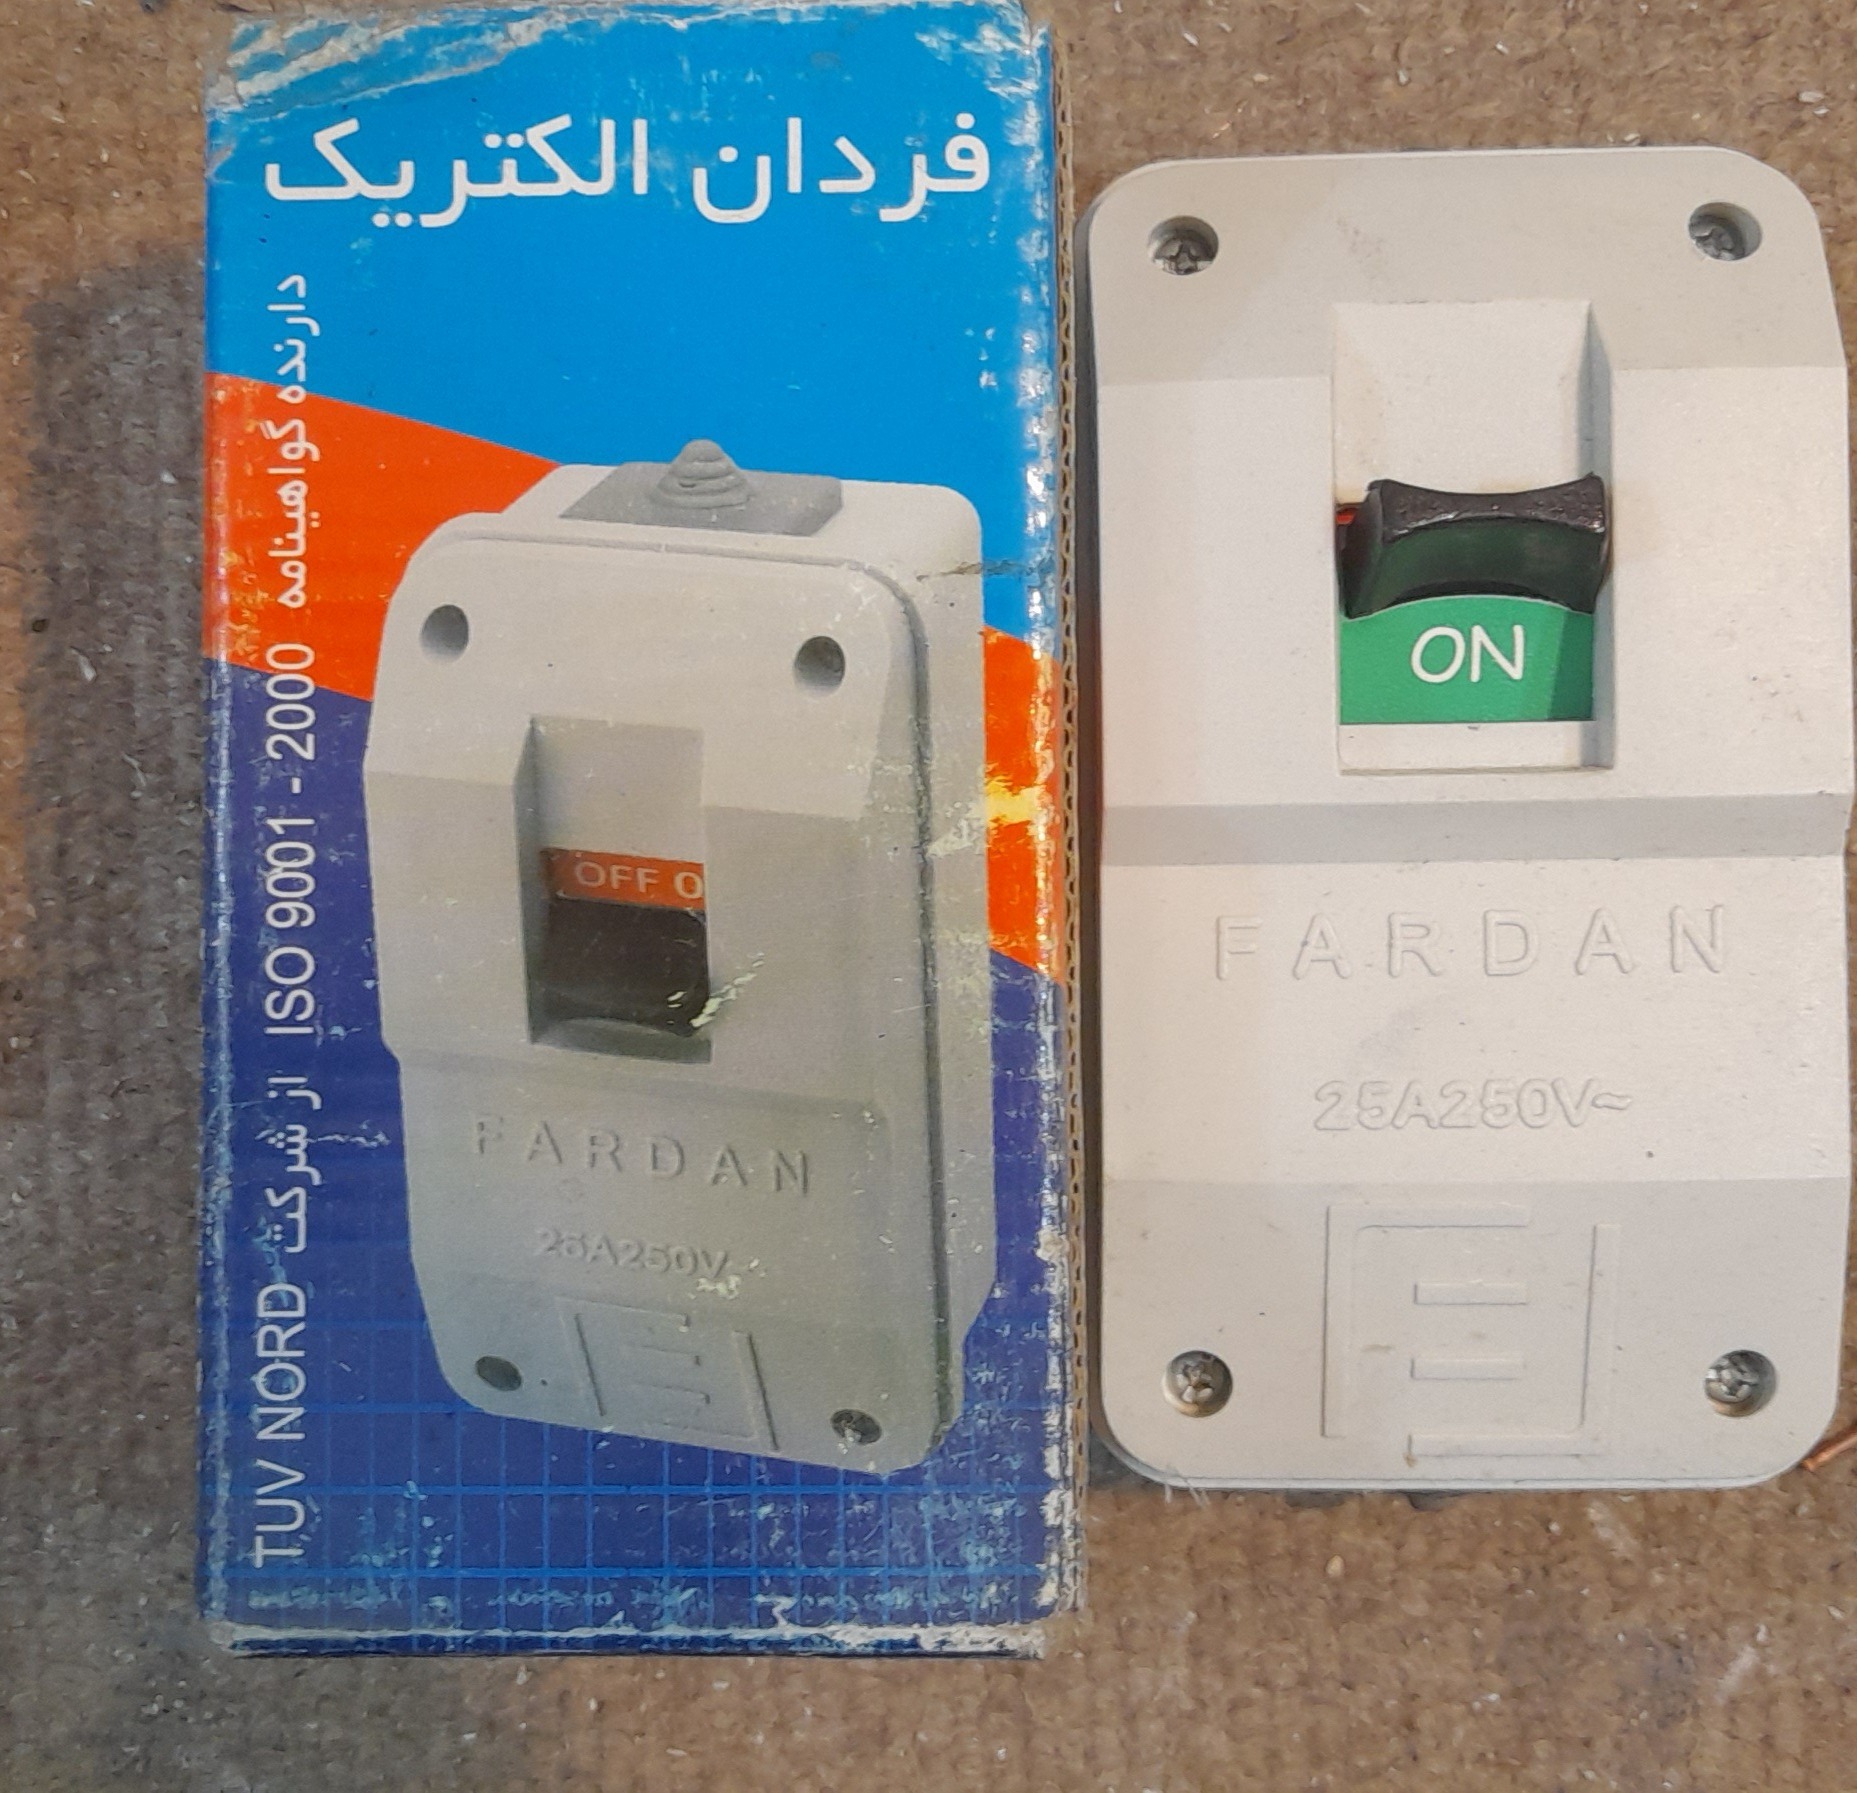 فردان الکتریک
دارنده گواهینامه ISO 9001 - 2000 از شرکت TUV NORD
OFF O
FARDAN
25A250V~
ON
FARDAN
25A250V~